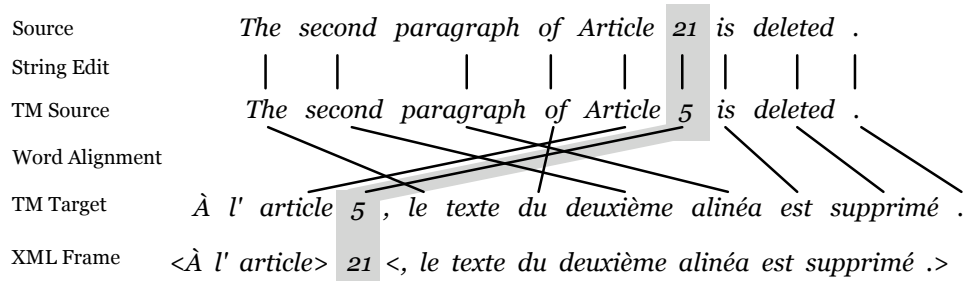 Source The second paragraph of Article 21 is deleted .
String Edit
TM Source The second paragraph of Article 5 is deleted .
Word Alignment
TM Target À l' article 5 , le texte du deuxième alinéa est supprimé .
XML Frame <À l' article> 21 <, le texte du deuxième alinéa est supprimé .>